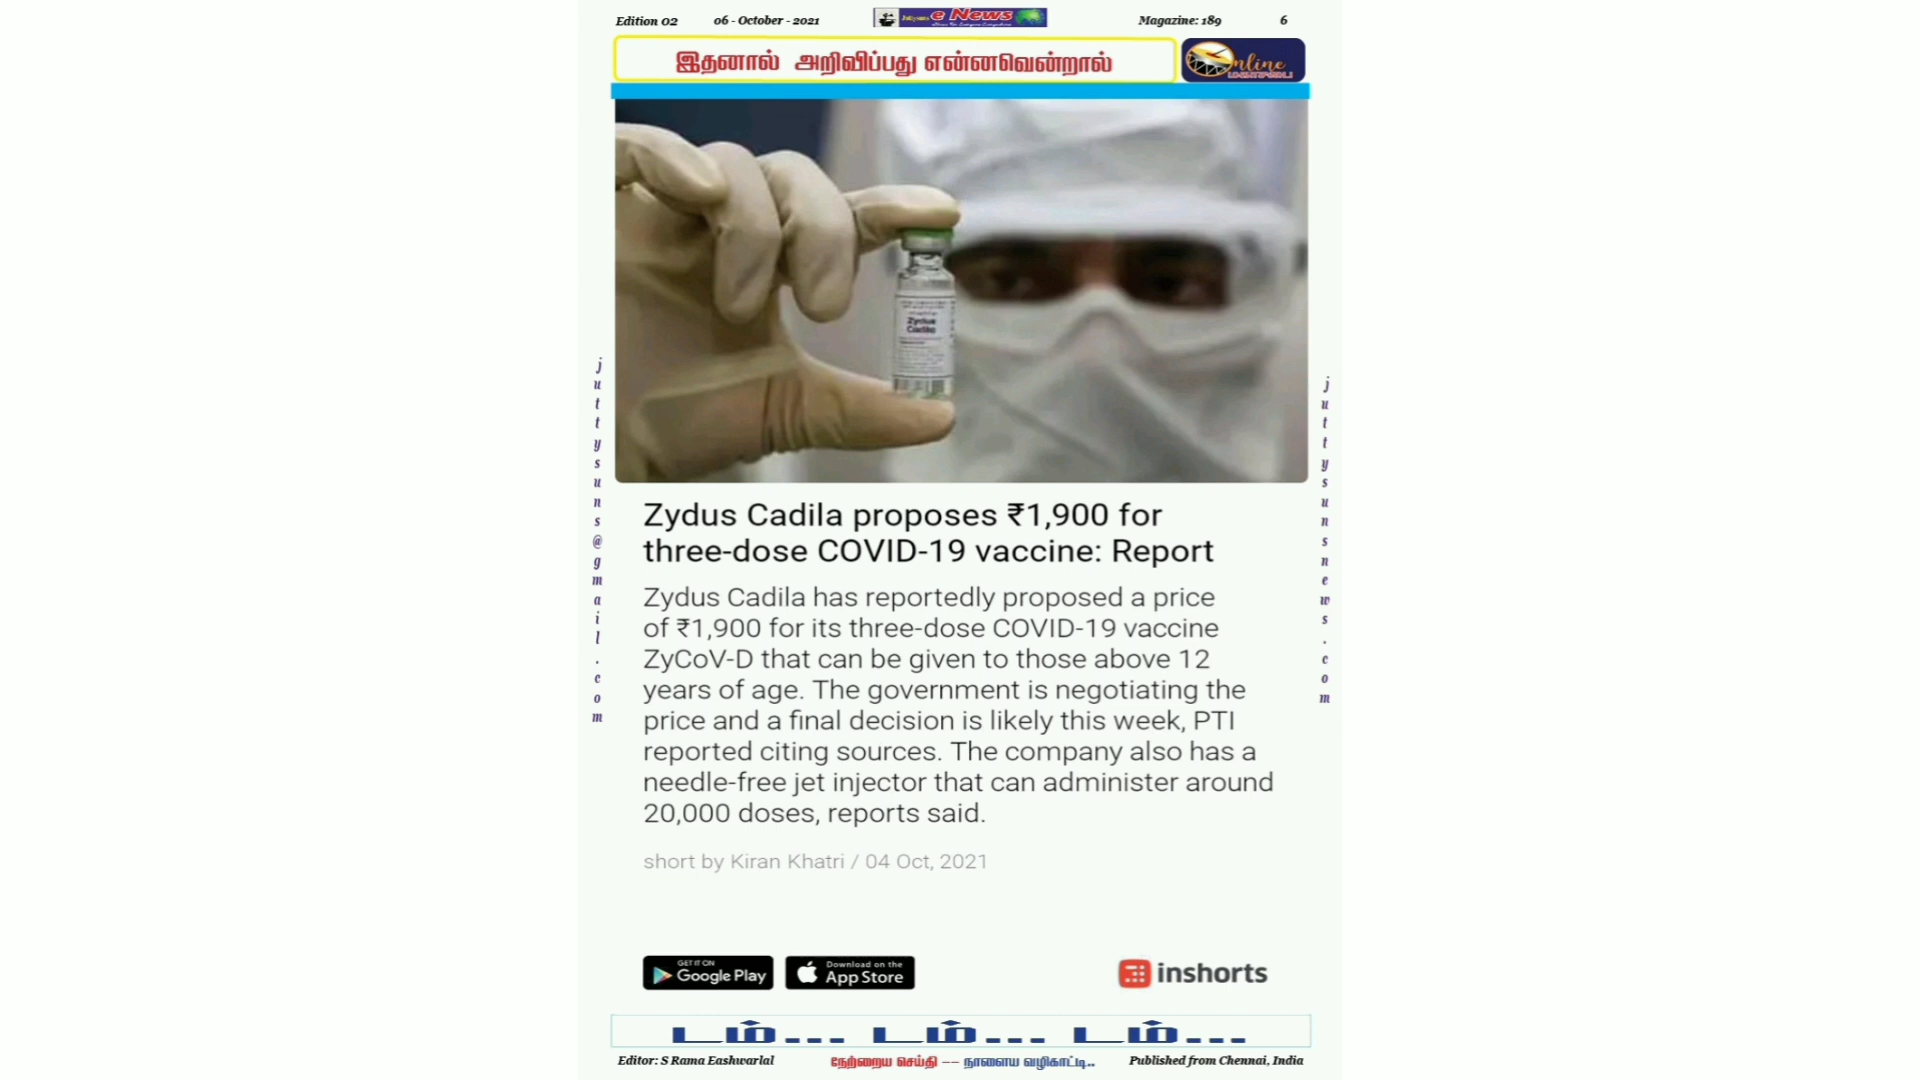 Edition 02
06 - October - 2021
e News
Magazine: 189
6
இதனால் அறிவிப்பது என்னவென்றால்
Online
Zydus
Cadila
juttysuns@gmail.com
juttysunsnews.com
Zydus Cadila proposes ₹1,900 for
three-dose COVID-19 vaccine: Report
Zydus Cadila has reportedly proposed a price
of ₹1,900 for its three-dose COVID-19 vaccine
ZyCoV-D that can be given to those above 12
years of age. The government is negotiating the
price and a final decision is likely this week, PTI
reported citing sources. The company also has a
needle-free jet injector that can administer around
20,000 doses, reports said.
short by Kiran Khatri / 04 Oct, 2021
GET IT ON
Google Play
Download on the
App Store
inshorts
டம்... டம்... டம்...
Editor: S Rama Eashwarlal
நேற்றைய செய்தி -- நாளைய வழிகாட்டி..
Published from Chennai, India